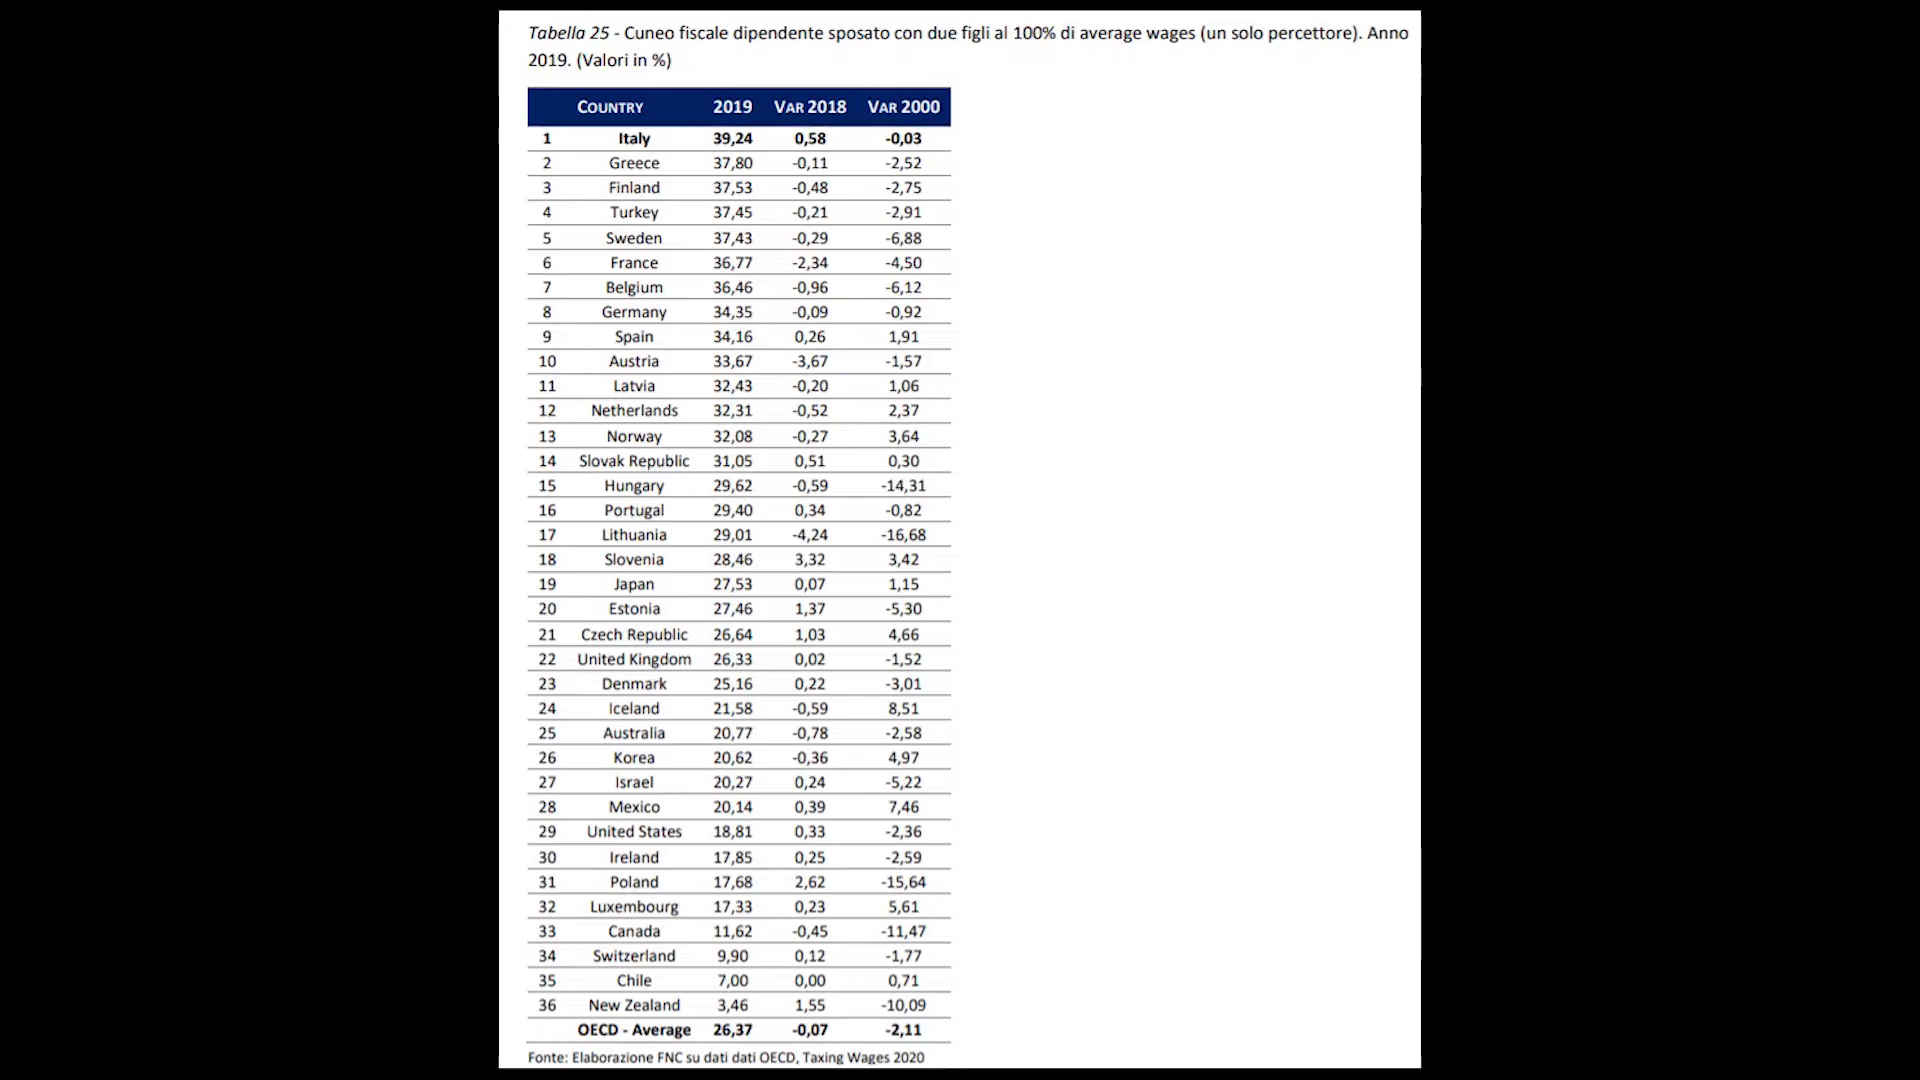 Tabella 25 - Cuneo fiscale dipendente sposato con due figli al 100% di average wages (un solo percettore). Anno
2019. (Valori in %)
COUNTRY 2019 VAR 2018 VAR 2000
1 Italy 39,24 0,58 -0,03
2 Greece 37,80 -0,11 -2,52
3 Finland 37,53 -0,48 -2,75
4 Turkey 37,45 -0,21 -2,91
5 Sweden 37,43 -0,29 -6,88
6 France 36,77 -2,34 -4,50
7 Belgium 36,46 -0,96 -6,12
8 Germany 34,35 -0,09 -0,92
9 Spain 34,16 0,26 1,91
10 Austria 33,67 -3,67 -1,57
11 Latvia 32,43 -0,20 1,06
12 Netherlands 32,31 -0,52 2,37
13 Norway 32,08 -0,27 3,64
14 Slovak Republic 31,05 0,51 0,30
15 Hungary 29,62 -0,59 -14,31
16 Portugal 29,40 0,34 -0,82
17 Lithuania 29,01 -4,24 -16,68
18 Slovenia 28,46 3,32 3,42
19 Japan 27,53 0,07 1,15
20 Estonia 27,46 1,37 -5,30
21 Czech Republic 26,64 1,03 4,66
22 United Kingdom 26,33 0,02 -1,52
23 Denmark 25,16 0,22 -3,01
24 Iceland 21,58 -0,59 8,51
25 Australia 20,77 -0,78 -2,58
26 Korea 20,62 -0,36 4,97
27 Israel 20,27 0,24 -5,22
28 Mexico 20,14 0,39 7,46
29 United States 18,81 0,33 -2,36
30 Ireland 17,85 0,25 -2,59
31 Poland 17,68 2,62 -15,64
32 Luxembourg 17,33 0,23 5,61
33 Canada 11,62 -0,45 -11,47
34 Switzerland 9,90 0,12 -1,77
35 Chile 7,00 0,00 0,71
36 New Zealand 3,46 1,55 -10,09
OECD - Average 26,37 -0,07 -2,11
Fonte: Elaborazione FNC su dati dati OECD, Taxing Wages 2020